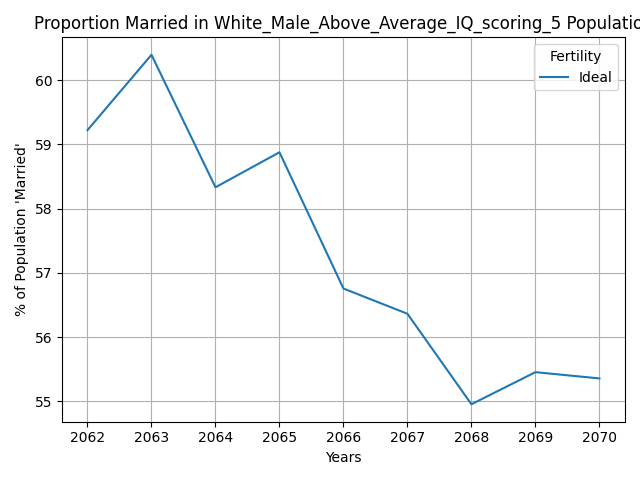 Proportion Married in White_Male_Above_Average_IQ_scoring_5 Populatio
Fertility
Ideal
% of Population 'Married'
60
59
58
57
56
55
2062 2063 2064 2065 2066 2067 2068 2069 2070
Years